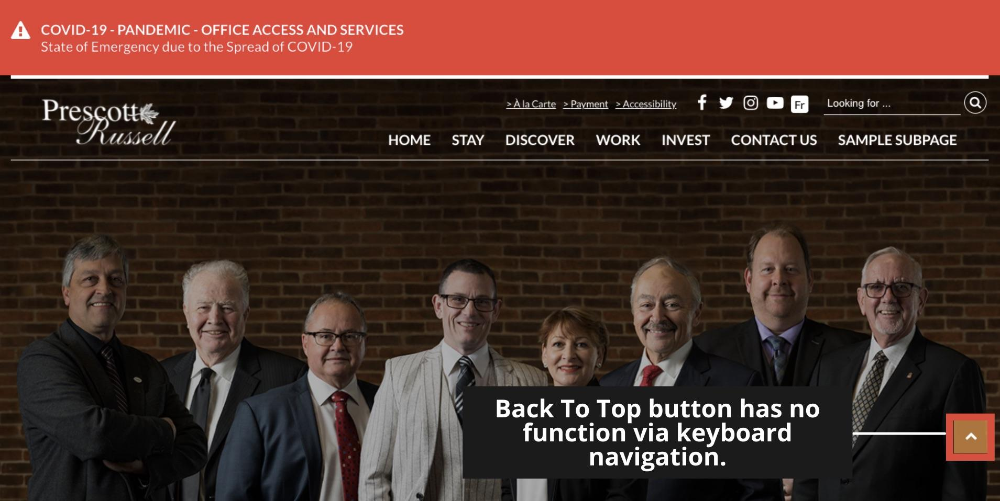 COVID-19 - PANDEMIC - OFFICE ACCESS AND SERVICES
State of Emergency due to the Spread of COVID-19
Prescott
Russell
> À la Carte > Payment > Accessibility
Fr
Looking for ...
HOME STAY DISCOVER WORK INVEST CONTACT US SAMPLE SUBPAGE
Back To Top button has no
function via keyboard
navigation.